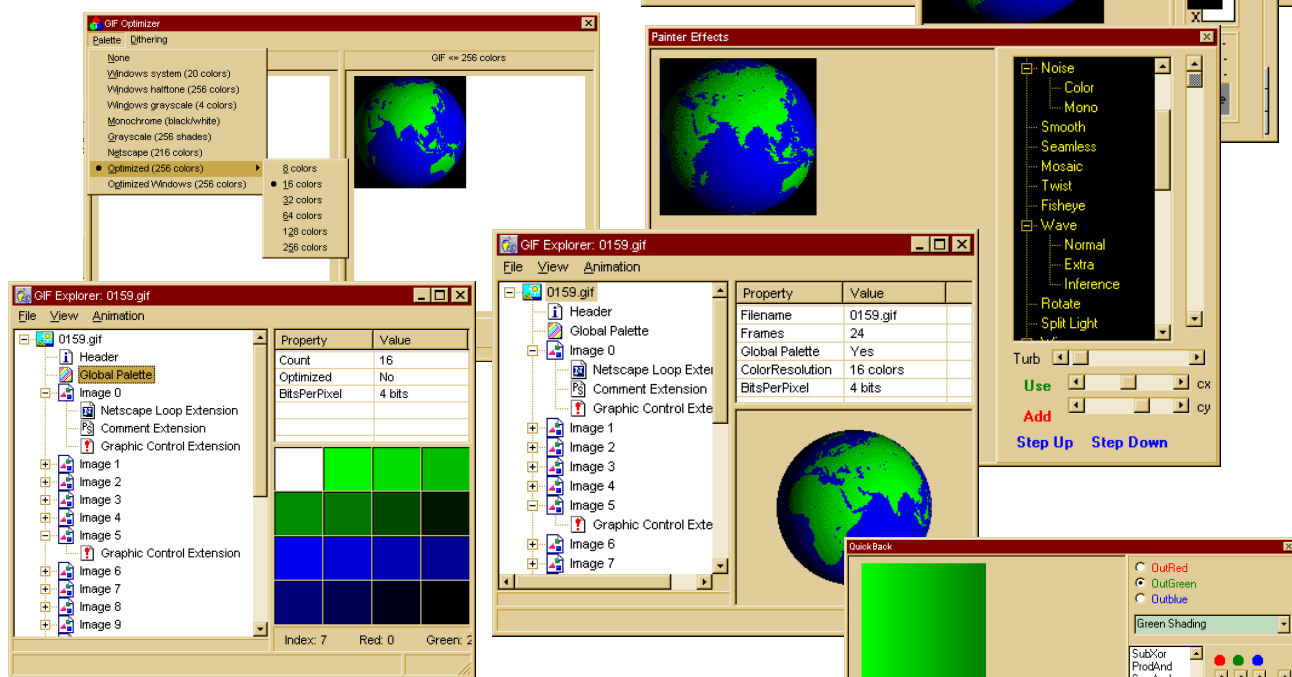 GIF Optimizer
Palette Dithering
None
Windows system (20 colors)
Windows halftone (256 colors)
Windows grayscale (4 colors)
Monochrome (black/white)
Grayscale (256 shades)
Netscape (216 colors)
Optimized (256 colors)
Optimized Windows (256 colors)
8 colors
16 colors
32 colors
64 colors
128 colors
256 colors
GIF <= 256 colors
X
Painter Effects
Noise
Color
Mono
Smooth
Seamless
Mosaic
Twist
Fisheye
Wave
Normal
Extra
Inference
Rotate
Split Light
Turb
Use
cx
Add
cy
Step Up Step Down
GIF Explorer: 0159.gif
File View Animation
0159.gif
Header
Global Palette
Image 0
Netscape Loop Extension
Comment Extension
Graphic Control Extension
Image 1
Image 2
Image 3
Image 4
Image 5
Graphic Control Extension
Image 6
Image 7
Image 8
Image 9
Property Value
Count 16
Optimized No
BitsPerPixel 4 bits
Index: 7 Red: 0 Green: 2
GIF Explorer: 0159.gif
File View Animation
0159.gif
Header
Global Palette
Image 0
Netscape Loop Exter
Comment Extension
Graphic Control Exte
Image 1
Image 2
Image 3
Image 4
Image 5
Graphic Control Exte
Image 6
Image 7
Property Value
Filename 0159.gif
Frames 24
Global Palette Yes
ColorResolution 16 colors
BitsPerPixel 4 bits
QuickBack
OutRed
OutGreen
Outblue
Green Shading
SubXor
ProdAnd